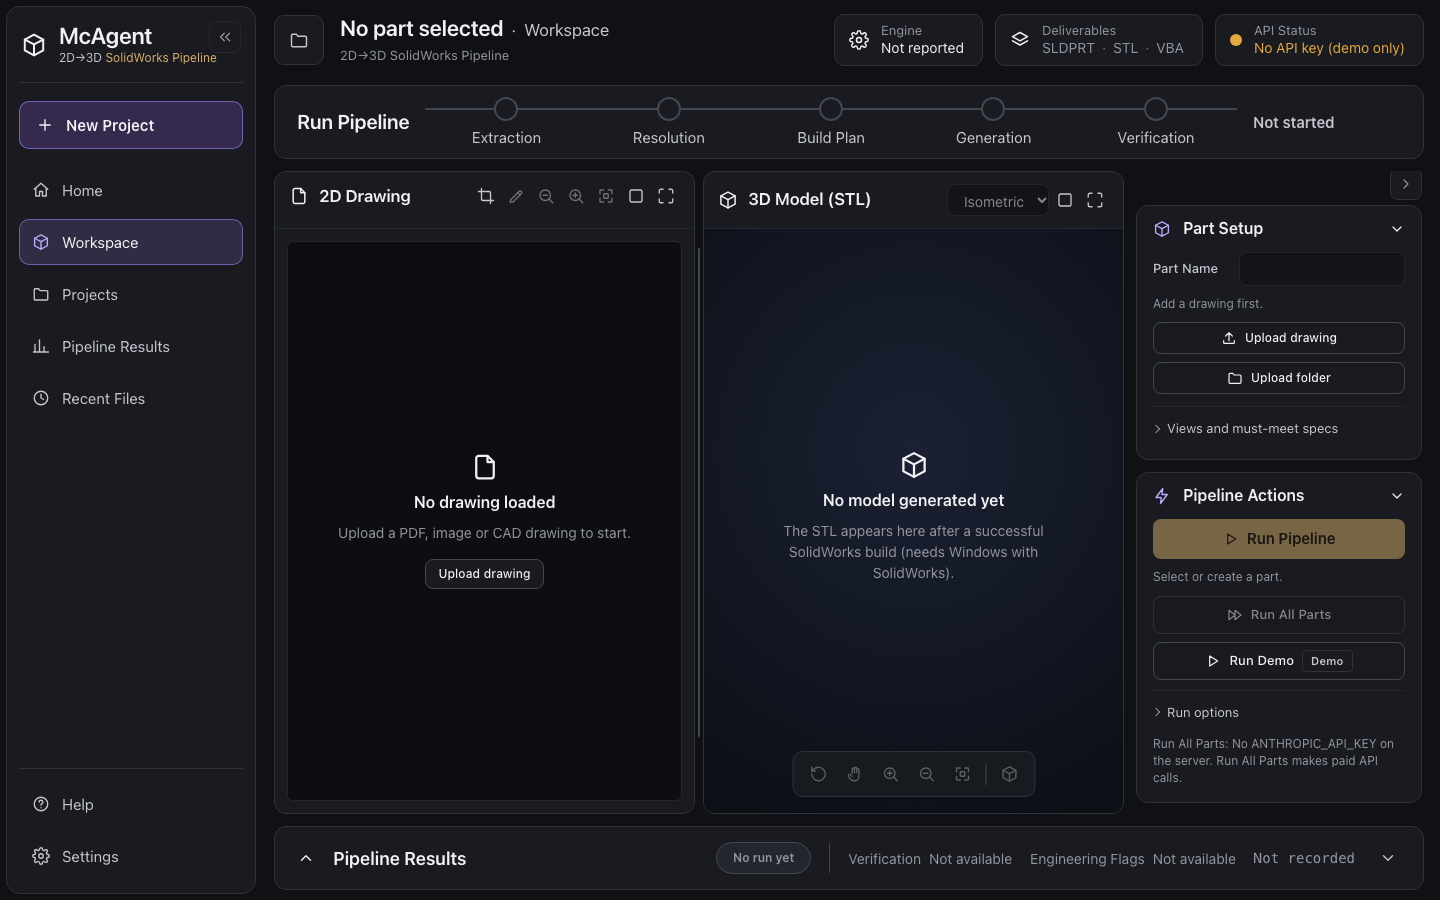 McAgent
2D→3D SolidWorks Pipeline
New Project
Home
Workspace
Projects
Pipeline Results
Recent Files
Help
Settings
No part selected · Workspace
2D→3D SolidWorks Pipeline
Engine
Not reported
Deliverables
SLDPRT · STL · VBA
API Status
No API key (demo only)
Run Pipeline
Extraction
Resolution
Build Plan
Generation
Verification
Not started
2D Drawing
No drawing loaded
Upload a PDF, image or CAD drawing to start.
Upload drawing
3D Model (STL)
Isometric
No model generated yet
The STL appears here after a successful
SolidWorks build (needs Windows with
SolidWorks).
Part Setup
Part Name
Add a drawing first.
Upload drawing
Upload folder
Views and must-meet specs
Pipeline Actions
Run Pipeline
Select or create a part.
Run All Parts
Run Demo Demo
Run options
Run All Parts: No ANTHROPIC_API_KEY on
the server. Run All Parts makes paid API
calls.
Pipeline Results
No run yet
Verification Not available
Engineering Flags Not available
Not recorded